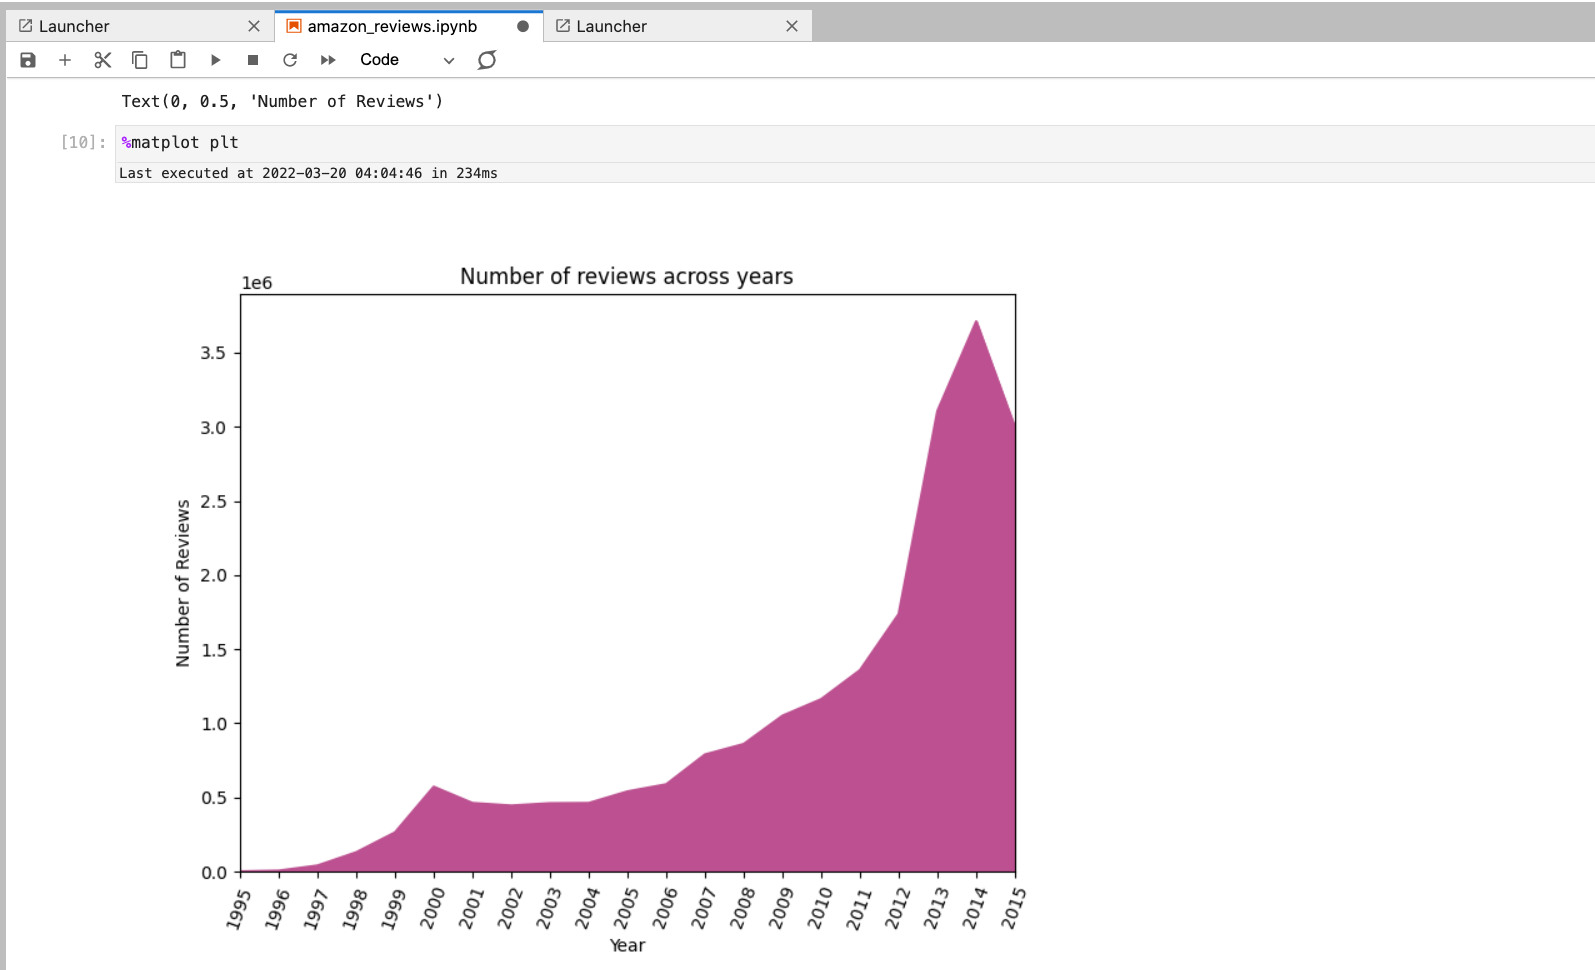 Launcher
amazon_reviews.ipynb
Launcher
Code
Text(0, 0.5, 'Number of Reviews')
[10]:
%matplot plt
Last executed at 2022-03-20 04:04:46 in 234ms
Number of reviews across years
1e6
3.5
3.0
2.5
2.0
1.5
1.0
0.5
0.0
Number of Reviews
1995 1996 1997 1998 1999 2000 2001 2002 2003 2004 2005 2006 2007 2008 2009 2010 2011 2012 2013 2014 2015
Year